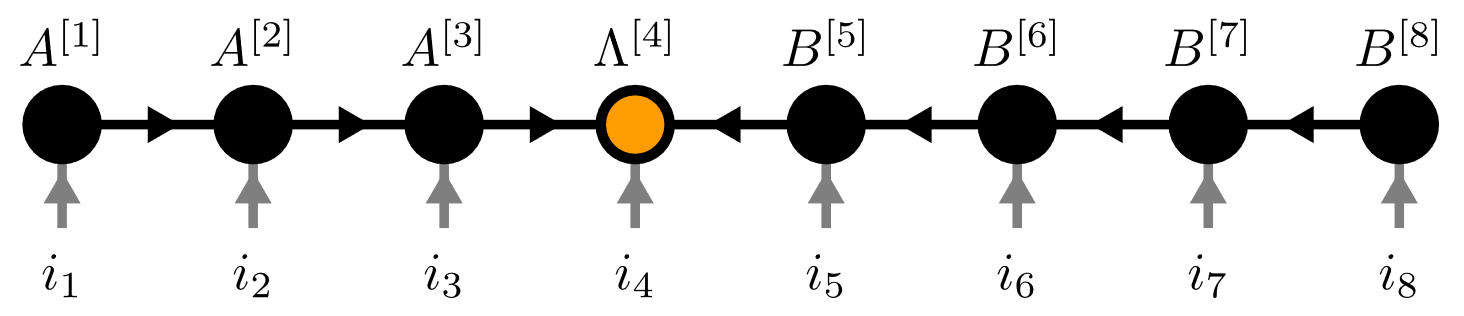 A^[1] A^[2] A^[3] Λ^[4] B^[5] B^[6] B^[7] B^[8]
i_1 i_2 i_3 i_4 i_5 i_6 i_7 i_8